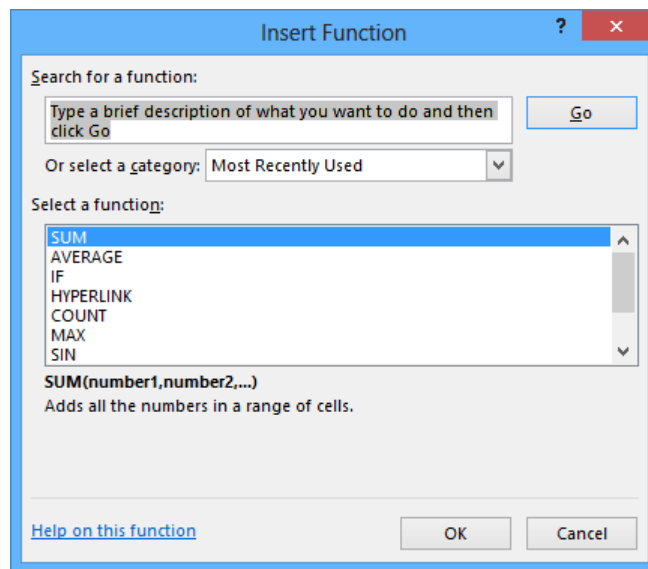 Insert Function
?
Search for a function:
Type a brief description of what you want to do and then
click Go
Go
Or select a category: Most Recently Used
Select a function:
SUM
AVERAGE
IF
HYPERLINK
COUNT
MAX
SIN
SUM(number1,number2,...)
Adds all the numbers in a range of cells.
Help on this function
OK
Cancel